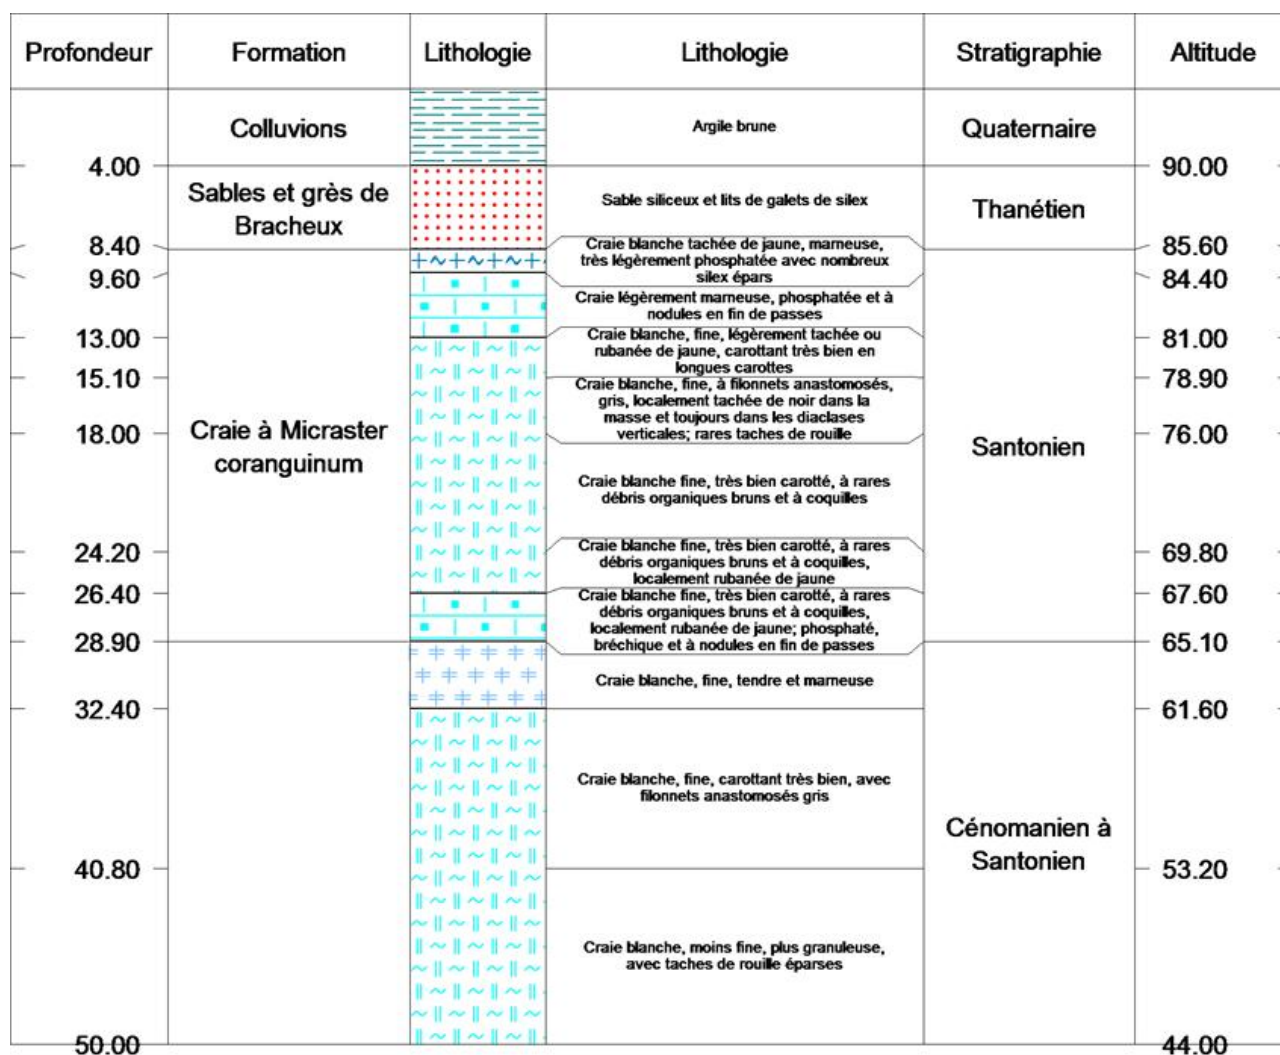 Profondeur Formation Lithologie Lithologie Stratigraphie Altitude
Colluvions Argile brune Quaternaire
4.00 90.00
Sables et grès de
Bracheux
Sable siliceux et lits de galets de silex
Thanétien
8.40 85.60
Craie blanche tachée de jaune, marneuse,
très légèrement phosphatée avec nombreux
silex épars
9.60 84.40
Craie légèrement marneuse, phosphatée et à
nodules en fin de passes
13.00 81.00
Craie blanche, fine, légèrement tachée ou
rubanée de jaune, carottant très bien en
longues carottes
15.10 78.90
Craie blanche, fine, à filonnets anastomosés,
gris, localement tachée de noir dans la
masse et toujours dans les diaclases
verticales; rares taches de rouille
18.00 76.00
Craie à Micraster
coranguinum
Santonien
Craie blanche fine, très bien carotté, à rares
débris organiques bruns et à coquilles
24.20 69.80
Craie blanche fine, très bien carotté, à rares
débris organiques bruns et à coquilles,
localement rubanée de jaune
26.40 67.60
Craie blanche fine, très bien carotté, à rares
débris organiques bruns et à coquilles,
localement rubanée de jaune; phosphaté,
bréchique et à nodules en fin de passes
28.90 65.10
Craie blanche, fine, tendre et marneuse
32.40 61.60
Craie blanche, fine, carottant très bien, avec
filonnets anastomosés gris
Cénomanien à
Santonien
40.80 53.20
Craie blanche, moins fine, plus granuleuse,
avec taches de rouille éparses
50.00 44.00